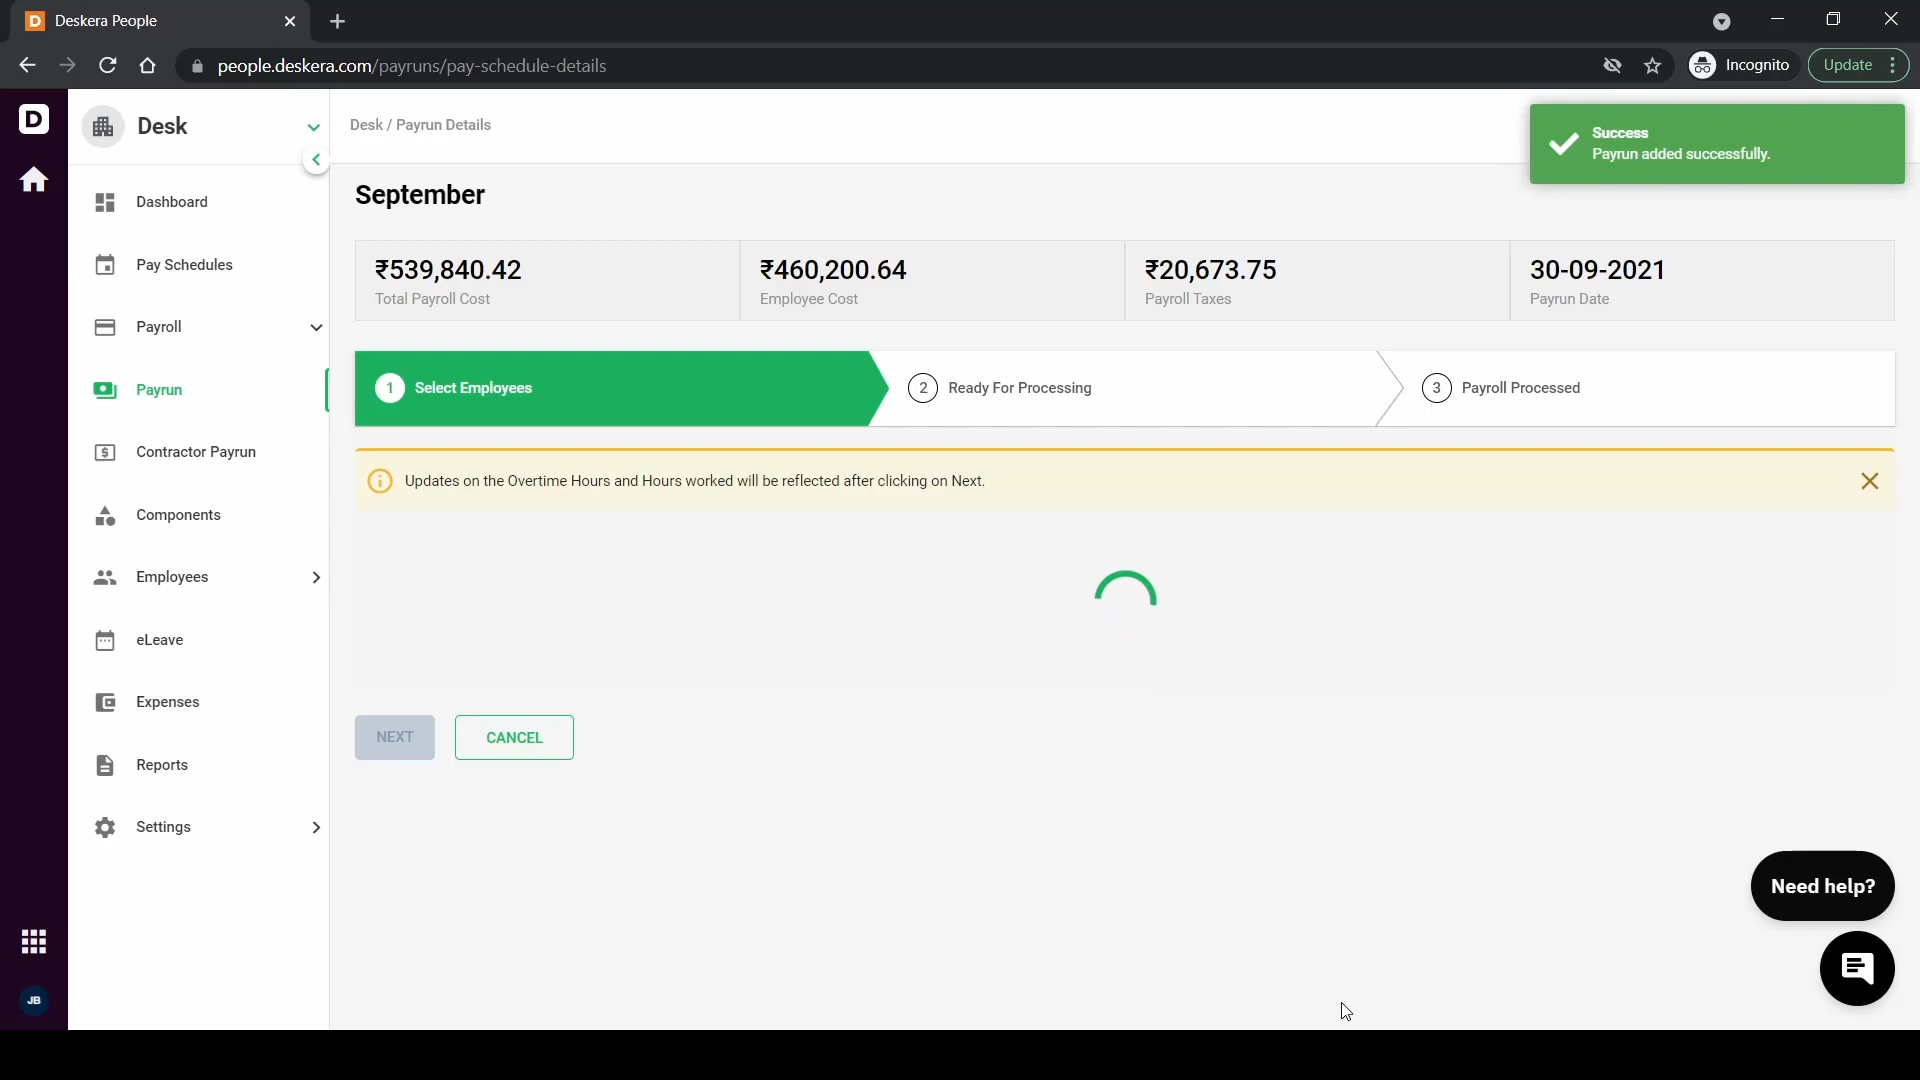 D Deskera People
people.deskera.com/payruns/pay-schedule-details
Incognito
Update
D
Desk
Desk / Payrun Details
Success
Payrun added successfully.
Dashboard
Pay Schedules
Payroll
Payrun
Contractor Payrun
Components
Employees
eLeave
Expenses
Reports
Settings
JB
September
₹539,840.42
Total Payroll Cost
₹460,200.64
Employee Cost
₹20,673.75
Payroll Taxes
30-09-2021
Payrun Date
1 Select Employees
2 Ready For Processing
3 Payroll Processed
Updates on the Overtime Hours and Hours worked will be reflected after clicking on Next.
NEXT
CANCEL
Need help?